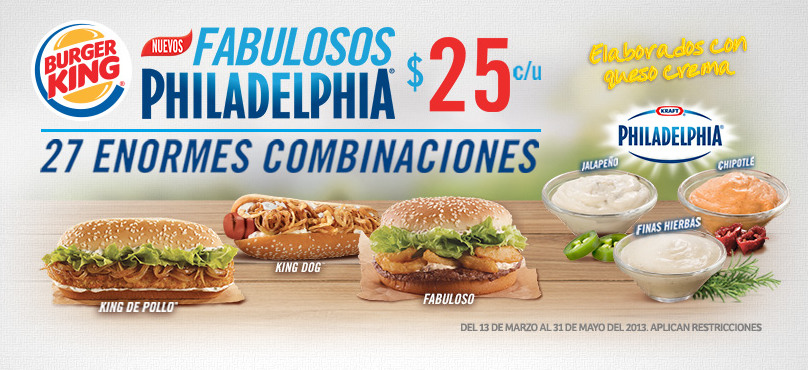 BURGER
KING
NUEVOS
FABULOSOS
PHILADELPHIA®
$25 c/u
27 ENORMES COMBINACIONES
Elaborados con
queso crema
KRAFT
PHILADELPHIA®
JALAPEÑO
CHIPOTLÉ
FINAS HIERBAS
KING DOG
KING DE POLLO
FABULOSO
DEL 13 DE MARZO AL 31 DE MAYO DEL 2013. APLICAN RESTRICCIONES